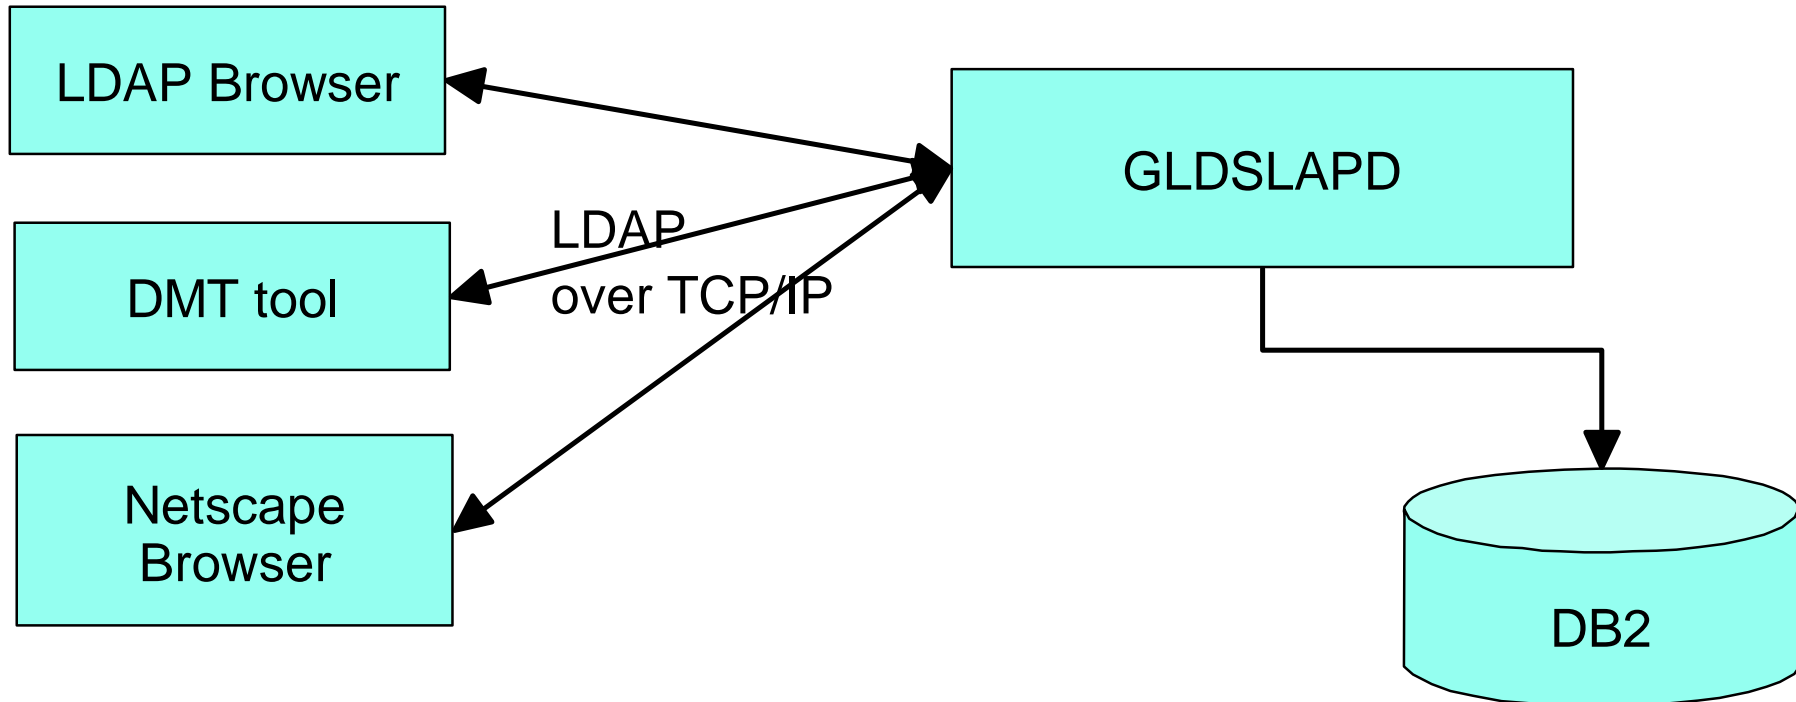 LDAP Browser
GLDSLAPD
LDAP
over TCP/IP
DMT tool
Netscape
Browser
DB2